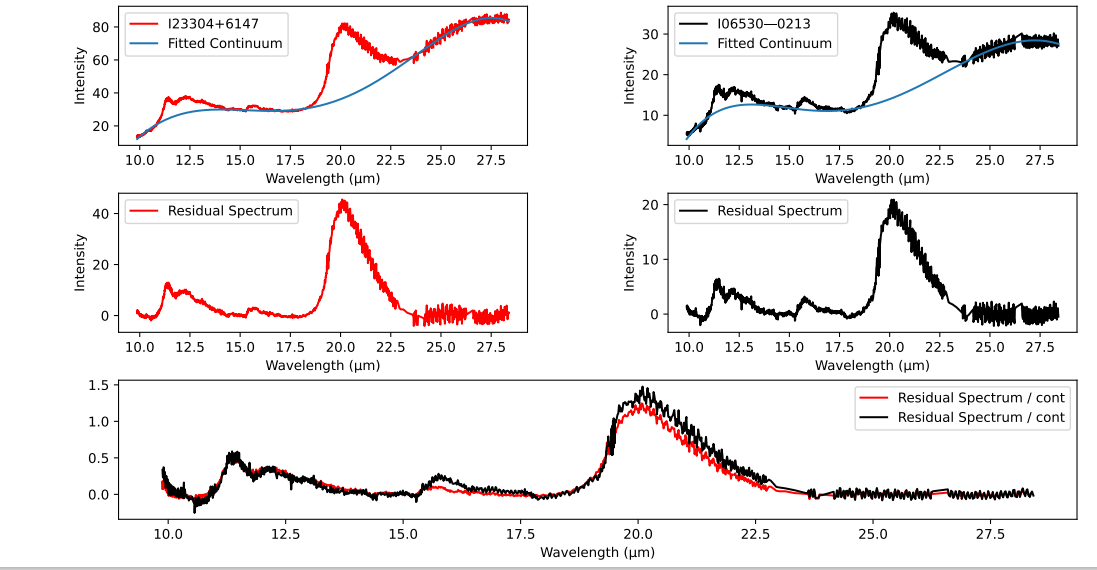 I23304+6147
Fitted Continuum
80
60
40
20
Intensity
10.0 12.5 15.0 17.5 20.0 22.5 25.0 27.5
Wavelength (μm)
I06530—0213
Fitted Continuum
30
20
10
Intensity
10.0 12.5 15.0 17.5 20.0 22.5 25.0 27.5
Wavelength (μm)
Residual Spectrum
40
20
0
Intensity
10.0 12.5 15.0 17.5 20.0 22.5 25.0 27.5
Wavelength (μm)
Residual Spectrum
20
10
0
Intensity
10.0 12.5 15.0 17.5 20.0 22.5 25.0 27.5
Wavelength (μm)
Residual Spectrum / cont
Residual Spectrum / cont
1.5
1.0
0.5
0.0
10.0 12.5 15.0 17.5 20.0 22.5 25.0 27.5
Wavelength (μm)